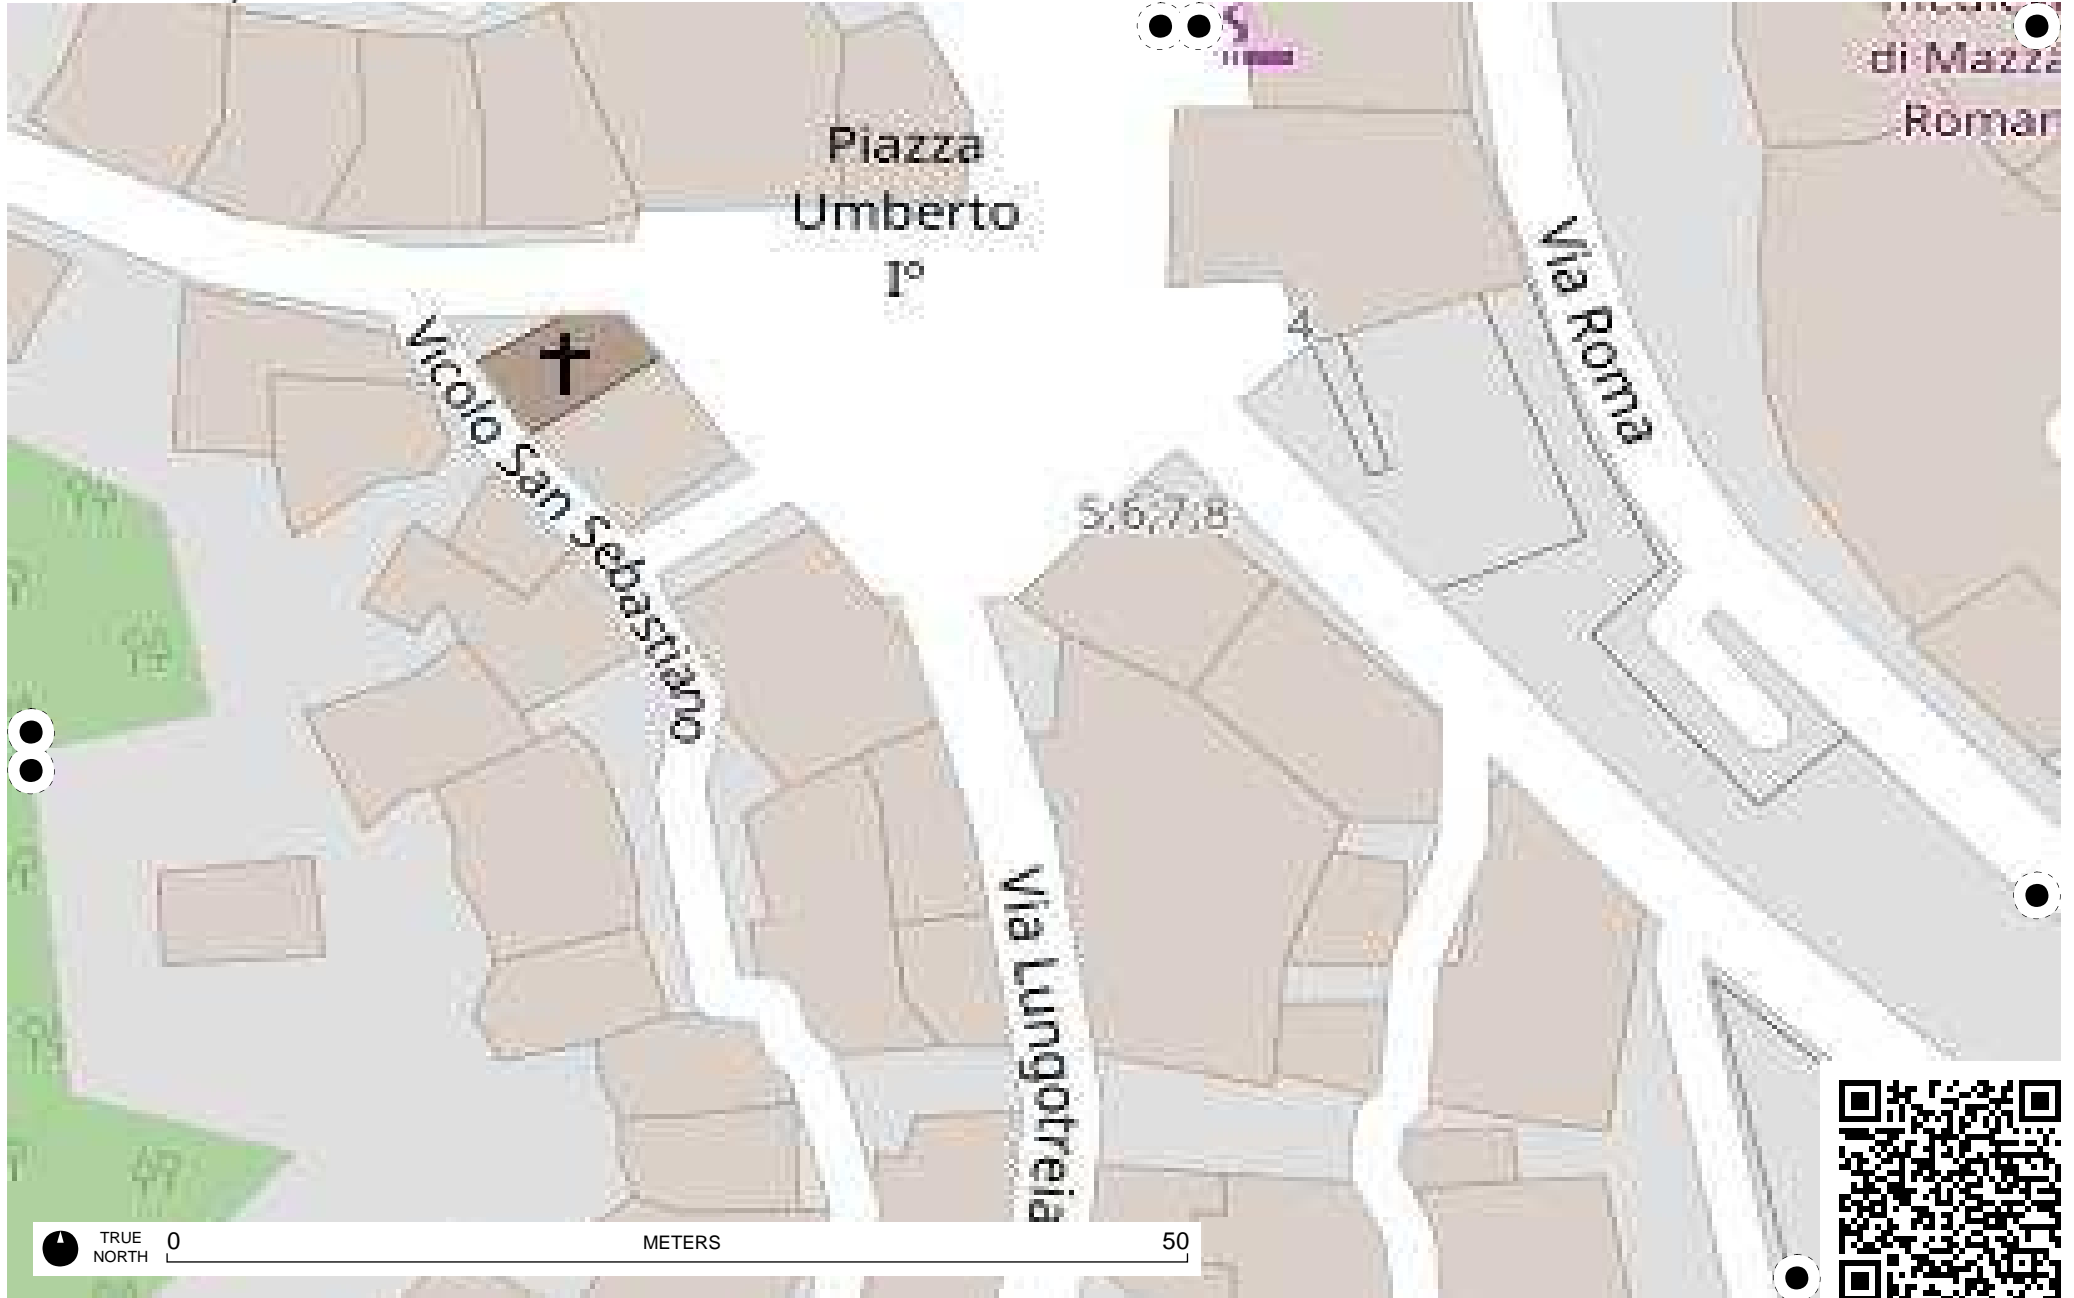 di Mazza
Roman
Piazza
Umberto
I°
Via Roma
4
Vicolo San Sebastiano
5;6;7;8
Via Lungotreia
TRUE
NORTH
0
METERS
50